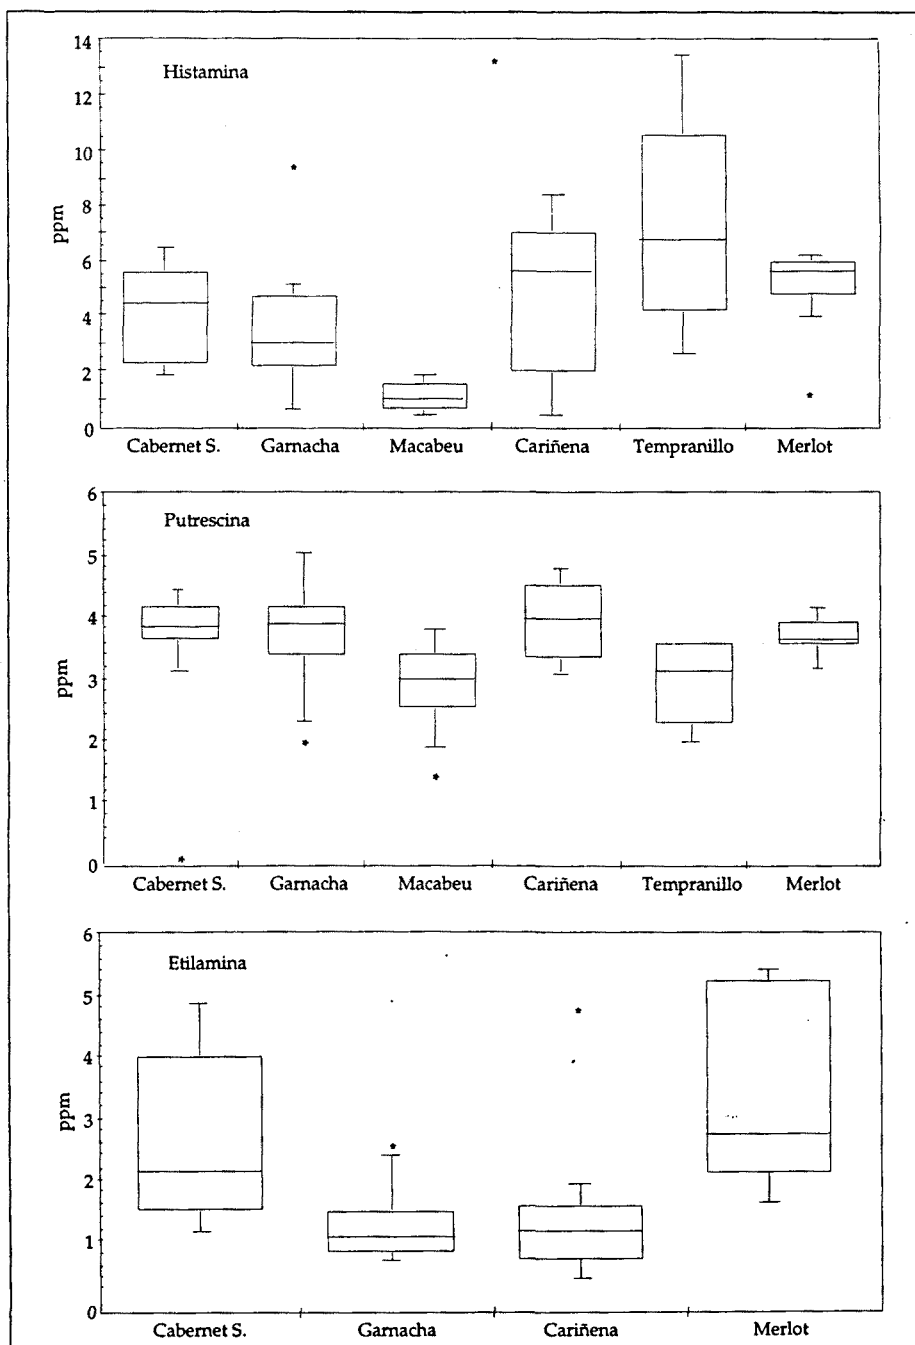 14
Histamina
12
10
8
ppm
6
4
2
0
Cabernet S. Garnacha Macabeu Cariñena Tempranillo Merlot
6
Putrescina
5
4
ppm
3
2
1
0
Cabernet S. Garnacha Macabeu Cariñena Tempranillo Merlot
6
Etilamina
5
4
ppm
3
2
1
0
Cabernet S. Garnacha Cariñena Merlot